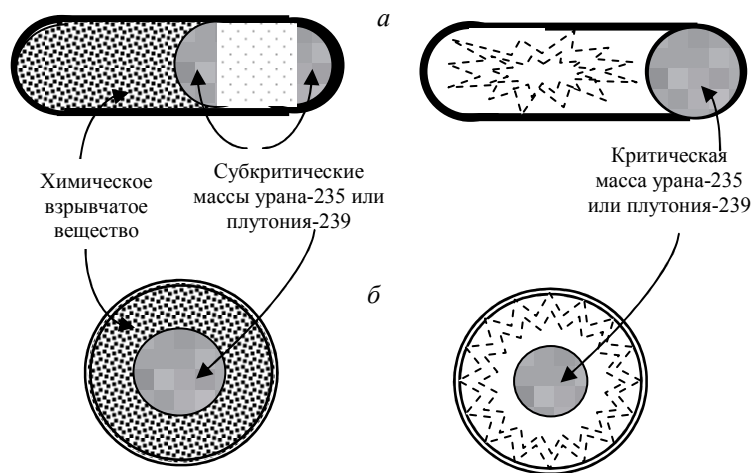 а
Химическое
взрывчатое
вещество
Субкритические
массы урана-235 или
плутония-239
Критическая
масса урана-235
или плутония-239
б